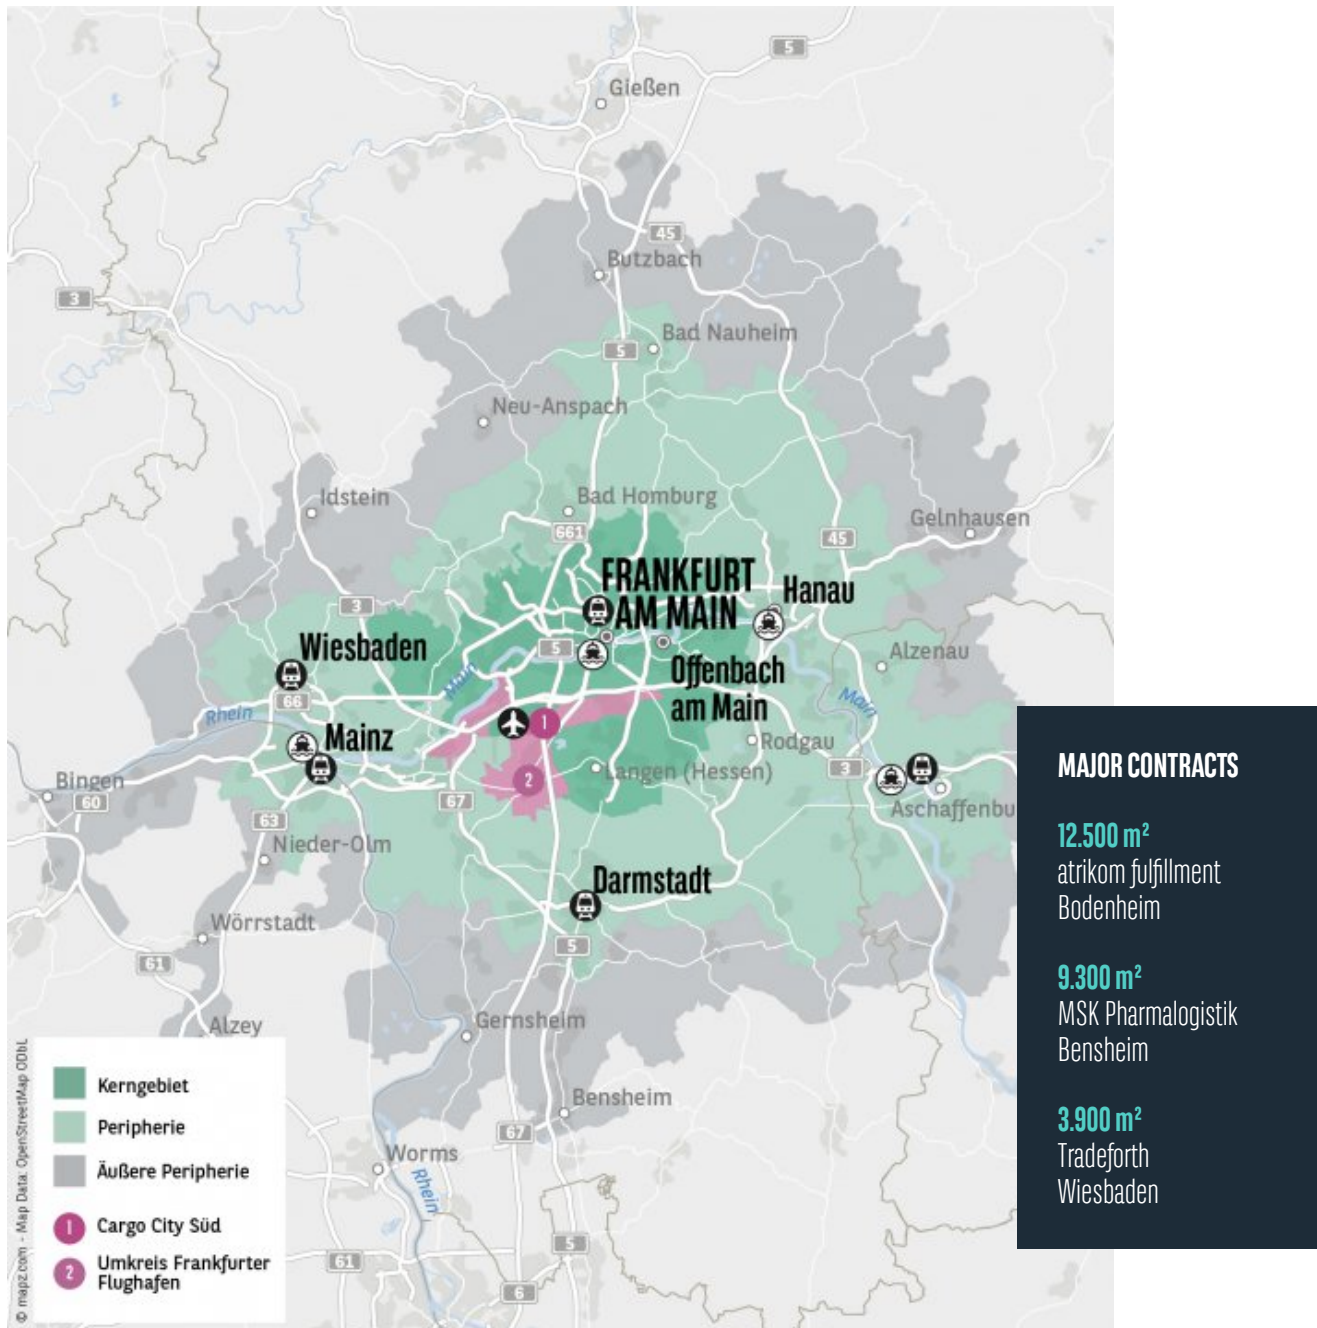 5
Gießen
45
Butzbach
3
Bad Nauheim
5
Neu-Anspach
Idstein
Bad Homburg
Gelnhausen
661
45
FRANKFURT
AM MAIN
Hanau
3
Wiesbaden
5
Alzenau
Main
Offenbach
am Main
Main
66
Rhein
1
Mainz
Rodgau
Bingen
Langen (Hessen)
3
2
60
67
Aschaffenbu
63
Nieder-Olm
Darmstadt
Wörrstadt
5
61
Gernsheim
Alzey
Bensheim
67
Worms
Rhein
5
61
6
Kerngebiet
Peripherie
Äußere Peripherie
1 Cargo City Süd
2 Umkreis Frankfurter
Flughafen
© mapz.com - Map Data: OpenStreetMap ODbL
MAJOR CONTRACTS
12.500 m²
atrikom fulfillment
Bodenheim
9.300 m²
MSK Pharmalogistik
Bensheim
3.900 m²
Tradeforth
Wiesbaden